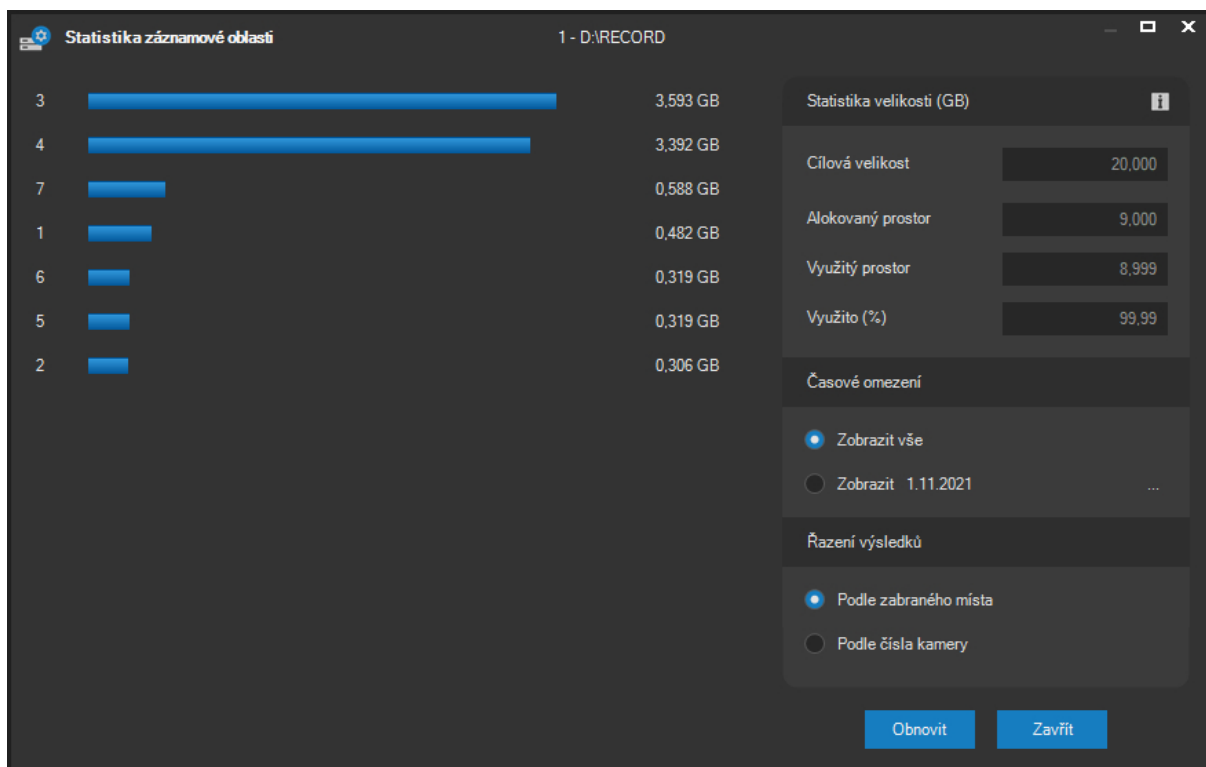 Statistika záznamové oblasti 1 - D:\RECORD
3 3,593 GB
4 3,392 GB
7 0,588 GB
1 0,482 GB
6 0,319 GB
5 0,319 GB
2 0,306 GB
Statistika velikosti (GB)
Cílová velikost 20,000
Alokovaný prostor 9,000
Využitý prostor 8,999
Využito (%) 99,99
Časové omezení
Zobrazit vše
Zobrazit 1.11.2021 ...
Řazení výsledků
Podle zabraného místa
Podle čísla kamery
Obnovit Zavřít